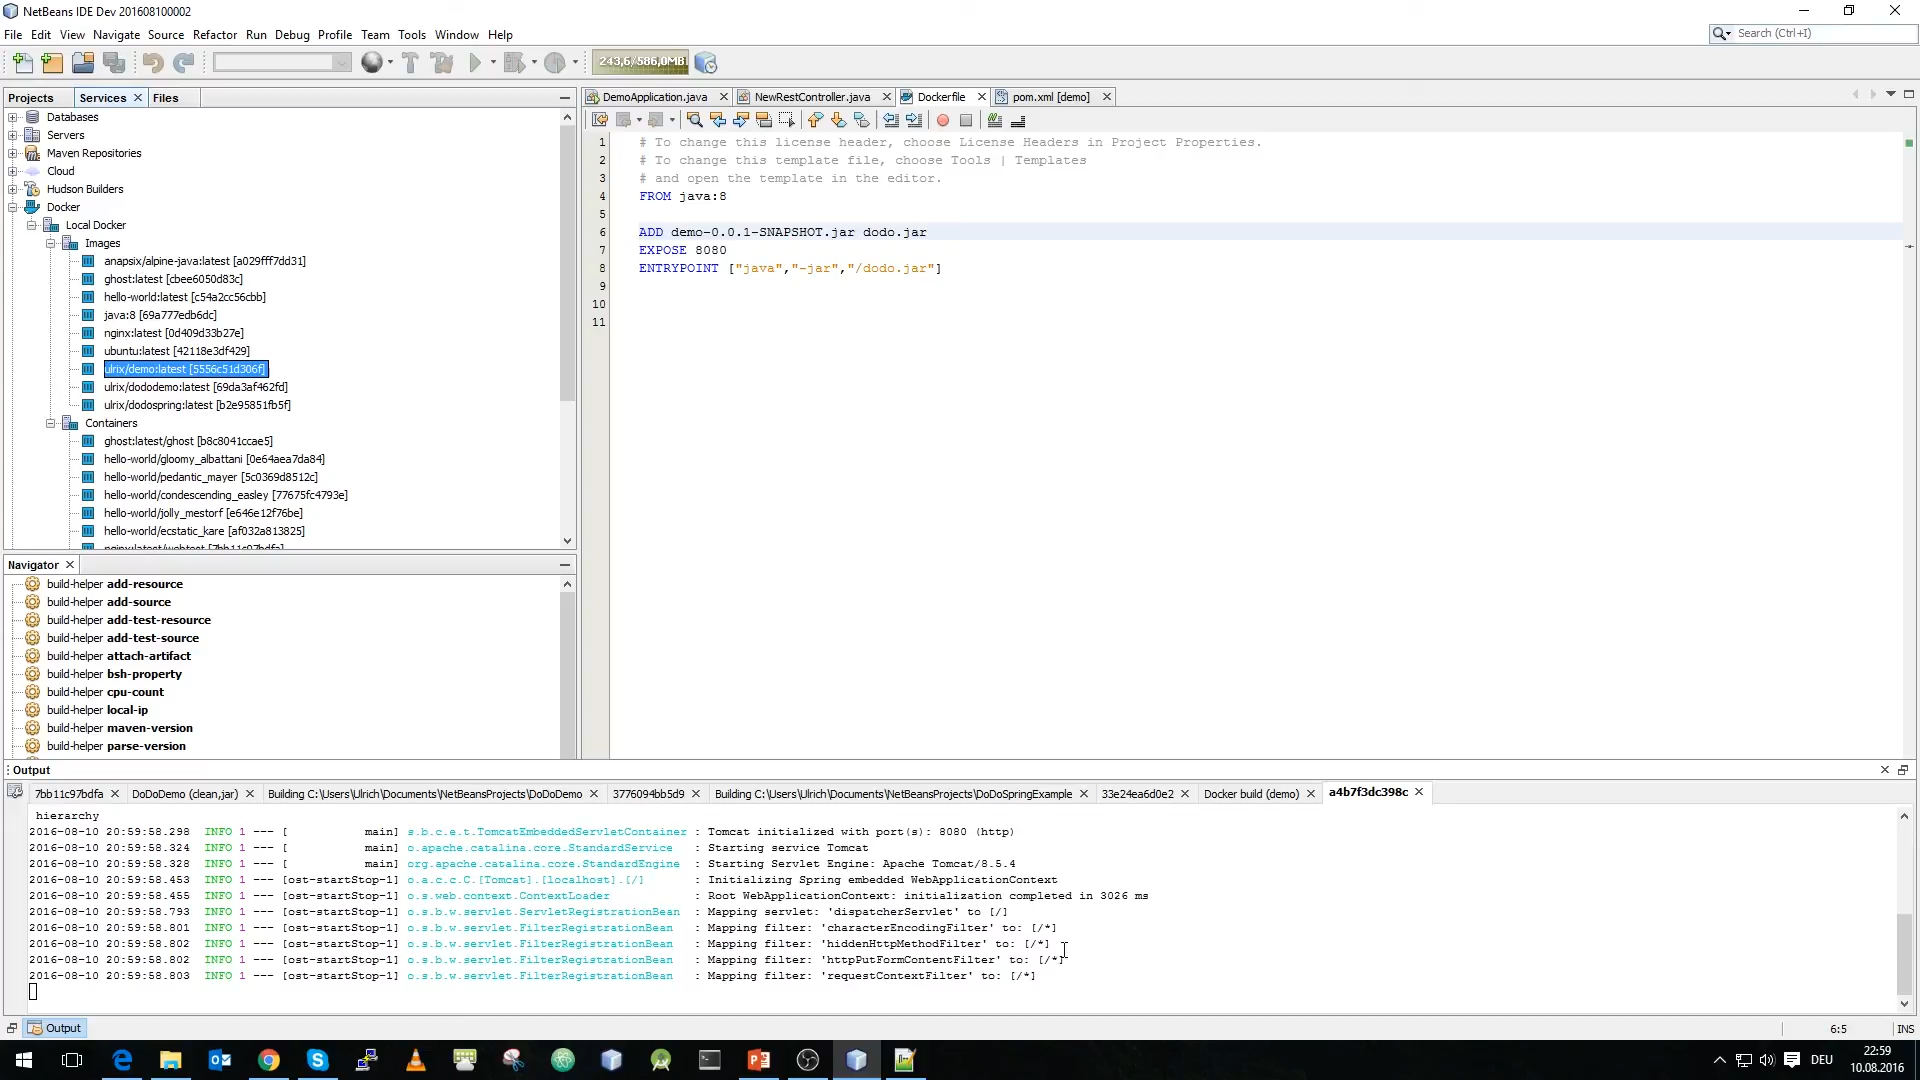 NetBeans IDE Dev 201608100002
File Edit View Navigate Source Refactor Run Debug Profile Team Tools Window Help
Search (Ctrl+I)
243,6/586,0MB
Projects Services Files
Databases
Servers
Maven Repositories
Cloud
Hudson Builders
Docker
Local Docker
Images
anapsix/alpine-java:latest [a029fff7dd31]
ghost:latest [cbee6050d83c]
hello-world:latest [c54a2cc56cbb]
java:8 [69a777edb6dc]
nginx:latest [0d409d33b27e]
ubuntu:latest [42118e3df429]
ulrix/demo:latest [5556c51d306f]
ulrix/dododemo:latest [69da3af462fd]
ulrix/dodospring:latest [b2e95851fb5f]
Containers
ghost:latest/ghost [b8c8041ccae5]
hello-world/gloomy_albattani [0e64aea7da84]
hello-world/pedantic_mayer [5c0369d8512c]
hello-world/condescending_easley [77675fc4793e]
hello-world/jolly_mestorf [e646e12f76be]
hello-world/ecstatic_kare [af032a813825]
nginx:latest/webtest [7bb11c97bdfa]
Navigator
build-helper add-resource
build-helper add-source
build-helper add-test-resource
build-helper add-test-source
build-helper attach-artifact
build-helper bsh-property
build-helper cpu-count
build-helper local-ip
build-helper maven-version
build-helper parse-version
DemoApplication.java NewRestController.java Dockerfile pom.xml [demo]
1 # To change this license header, choose License Headers in Project Properties.
2 # To change this template file, choose Tools | Templates
3 # and open the template in the editor.
4 FROM java:8
5
6 ADD demo-0.0.1-SNAPSHOT.jar dodo.jar
7 EXPOSE 8080
8 ENTRYPOINT ["java","-jar","/dodo.jar"]
9
10
11
Output
7bb11c97bdfa DoDoDemo (clean,jar) Building C:\Users\Ulrich\Documents\NetBeansProjects\DoDoDemo 3776094bb5d9 Building C:\Users\Ulrich\Documents\NetBeansProjects\DoDoSpringExample 33e24ea6d0e2 Docker build (demo) a4b7f3dc398c
hierarchy
2016-08-10 20:59:58.298 INFO 1 --- [ main] s.b.c.e.t.TomcatEmbeddedServletContainer : Tomcat initialized with port(s): 8080 (http)
2016-08-10 20:59:58.324 INFO 1 --- [ main] o.apache.catalina.core.StandardService : Starting service Tomcat
2016-08-10 20:59:58.328 INFO 1 --- [ main] org.apache.catalina.core.StandardEngine : Starting Servlet Engine: Apache Tomcat/8.5.4
2016-08-10 20:59:58.453 INFO 1 --- [ost-startStop-1] o.a.c.c.C.[Tomcat].[localhost].[/] : Initializing Spring embedded WebApplicationContext
2016-08-10 20:59:58.455 INFO 1 --- [ost-startStop-1] o.s.web.context.ContextLoader : Root WebApplicationContext: initialization completed in 3026 ms
2016-08-10 20:59:58.793 INFO 1 --- [ost-startStop-1] o.s.b.w.servlet.ServletRegistrationBean : Mapping servlet: 'dispatcherServlet' to [/]
2016-08-10 20:59:58.801 INFO 1 --- [ost-startStop-1] o.s.b.w.servlet.FilterRegistrationBean : Mapping filter: 'characterEncodingFilter' to: [/*]
2016-08-10 20:59:58.802 INFO 1 --- [ost-startStop-1] o.s.b.w.servlet.FilterRegistrationBean : Mapping filter: 'hiddenHttpMethodFilter' to: [/*]
2016-08-10 20:59:58.802 INFO 1 --- [ost-startStop-1] o.s.b.w.servlet.FilterRegistrationBean : Mapping filter: 'httpPutFormContentFilter' to: [/*]
2016-08-10 20:59:58.803 INFO 1 --- [ost-startStop-1] o.s.b.w.servlet.FilterRegistrationBean : Mapping filter: 'requestContextFilter' to: [/*]
Output
6:5 INS
DEU
22:59
10.08.2016